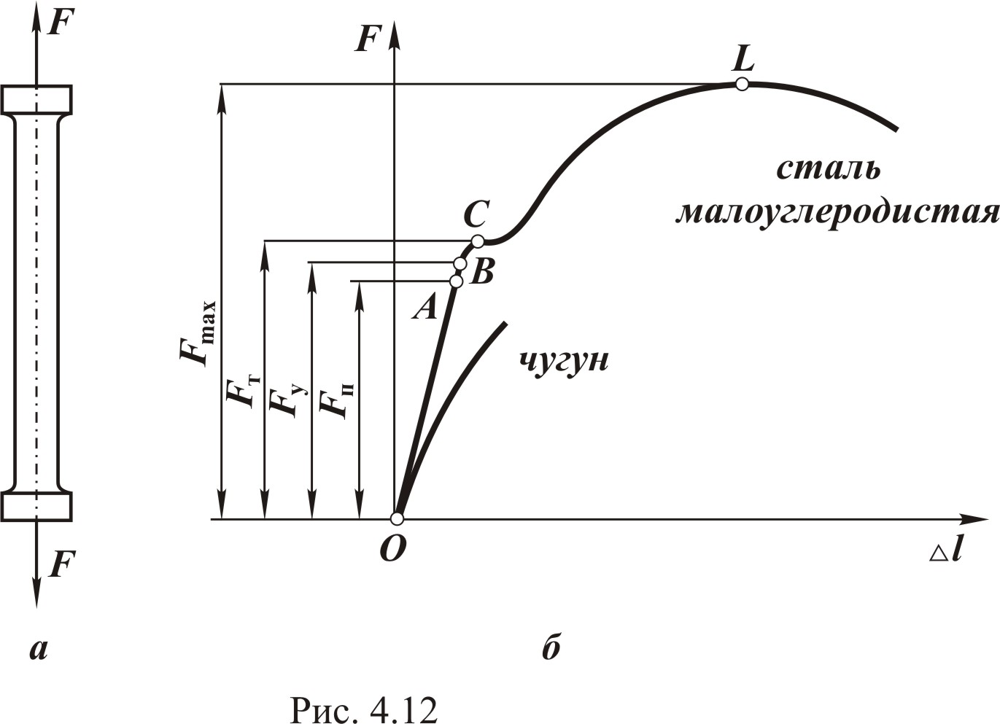 F
F
а
F
L
сталь
малоуглеродистая
C
B
A
чугун
Fmax
Fт
Fу
Fп
O
△l
б
Рис. 4.12